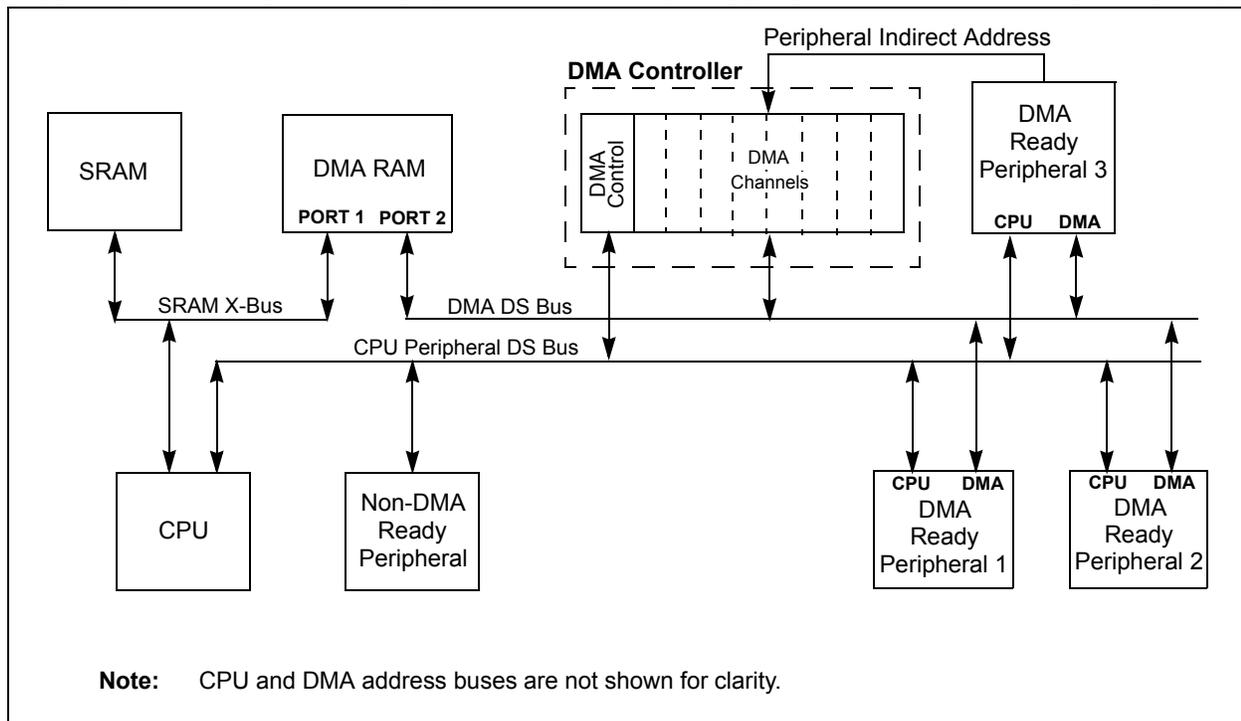 Peripheral Indirect Address
DMA Controller
SRAM
DMA RAM
PORT 1 PORT 2
DMA
Control
DMA
Channels
DMA
Ready
Peripheral 3
CPU DMA
SRAM X-Bus
DMA DS Bus
CPU Peripheral DS Bus
CPU
Non-DMA
Ready
Peripheral
CPU DMA
DMA
Ready
Peripheral 1
CPU DMA
DMA
Ready
Peripheral 2
Note: CPU and DMA address buses are not shown for clarity.